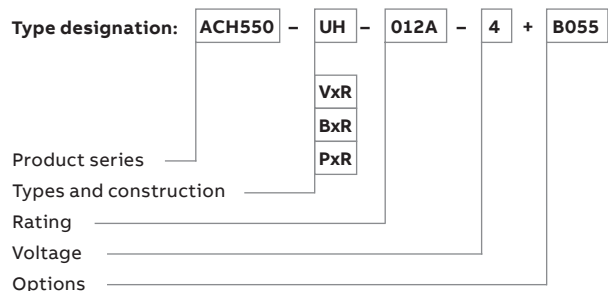 Type designation: ACH550 – UH – 012A – 4 + B055
VxR
BxR
PxR
Product series
Types and construction
Rating
Voltage
Options